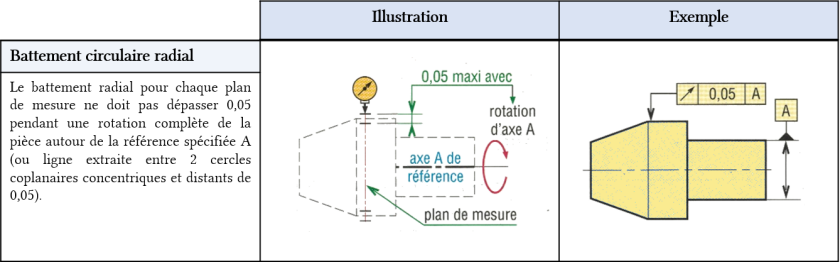 Illustration
Exemple
Battement circulaire radial
Le battement radial pour chaque plan
de mesure ne doit pas dépasser 0,05
pendant une rotation complète de la
pièce autour de la référence spécifiée A
(ou ligne extraite entre 2 cercles
coplanaires concentriques et distants de
0,05).
0,05 maxi avec
rotation
d'axe A
axe A de
référence
plan de mesure
0,05 A
A